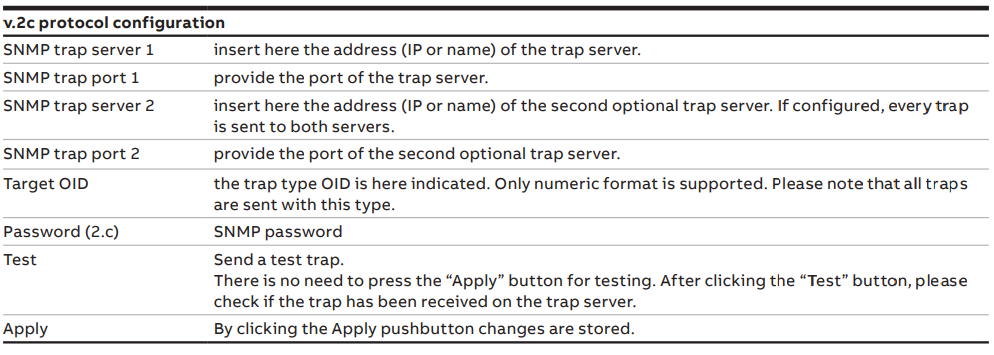 v.2c protocol configuration
SNMP trap server 1 insert here the address (IP or name) of the trap server.
SNMP trap port 1 provide the port of the trap server.
SNMP trap server 2 insert here the address (IP or name) of the second optional trap server. If configured, every trap
is sent to both servers.
SNMP trap port 2 provide the port of the second optional trap server.
Target OID the trap type OID is here indicated. Only numeric format is supported. Please note that all traps
are sent with this type.
Password (2.c) SNMP password
Test Send a test trap.
There is no need to press the “Apply” button for testing. After clicking the “Test” button, please
check if the trap has been received on the trap server.
Apply By clicking the Apply pushbutton changes are stored.